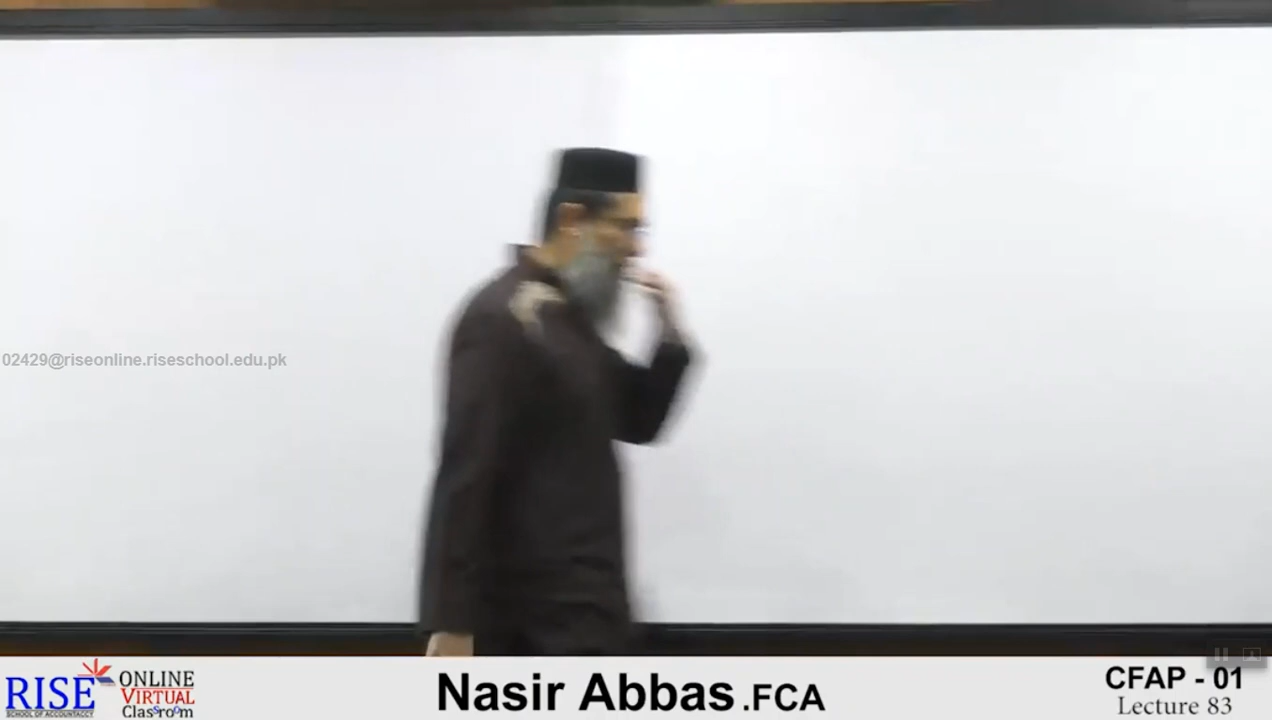 02429@riseonline.riseschool.edu.pk
RISE
SCHOOL OF ACCOUNTANCY
ONLINE
VIRTUAL
Classroom
Nasir Abbas .FCA
CFAP - 01
Lecture 83